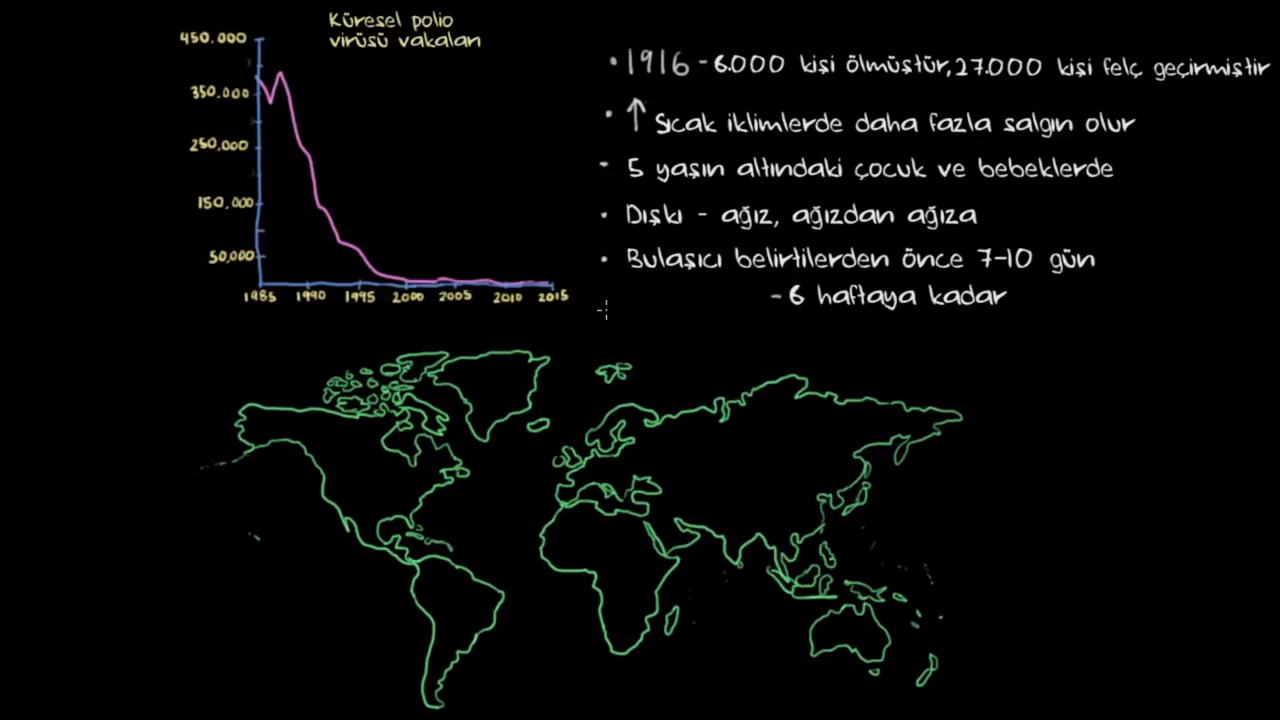 Küresel polio
virüsü vakaları
450.000
350.000
250.000
150,000
50,000
1985 1990 1995 2000 2005 2010 2015
• 1916 - 6.000 kişi ölmüştür, 27.000 kişi felç geçirmiştir
• ↑ Sıcak iklimlerde daha fazla salgın olur
- 5 yaşın altındaki çocuk ve bebeklerde
• Dışkı - ağız, ağızdan ağıza
• Bulaşıcı belirtilerden önce 7-10 gün
- 6 haftaya kadar